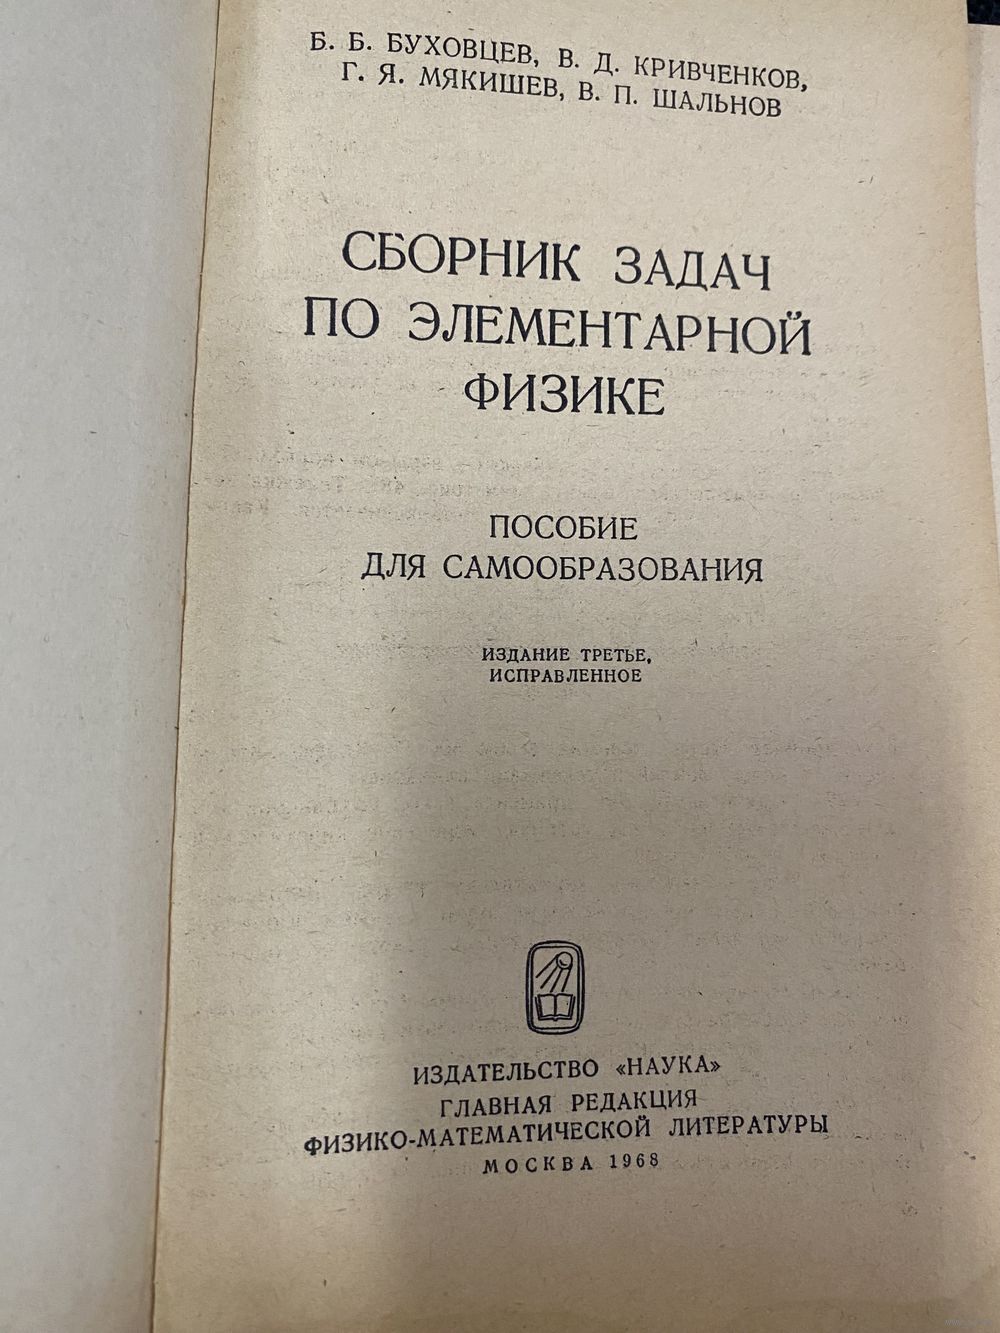 Б. Б. БУХОВЦЕВ, В. Д. КРИВЧЕНКОВ,
Г. Я. МЯКИШЕВ, В. П. ШАЛЬНОВ
СБОРНИК ЗАДАЧ
ПО ЭЛЕМЕНТАРНОЙ
ФИЗИКЕ
ПОСОБИЕ
ДЛЯ САМООБРАЗОВАНИЯ
ИЗДАНИЕ ТРЕТЬЕ,
ИСПРАВЛЕННОЕ
ИЗДАТЕЛЬСТВО «НАУКА»
ГЛАВНАЯ РЕДАКЦИЯ
ФИЗИКО-МАТЕМАТИЧЕСКОЙ ЛИТЕРАТУРЫ
МОСКВА 1968